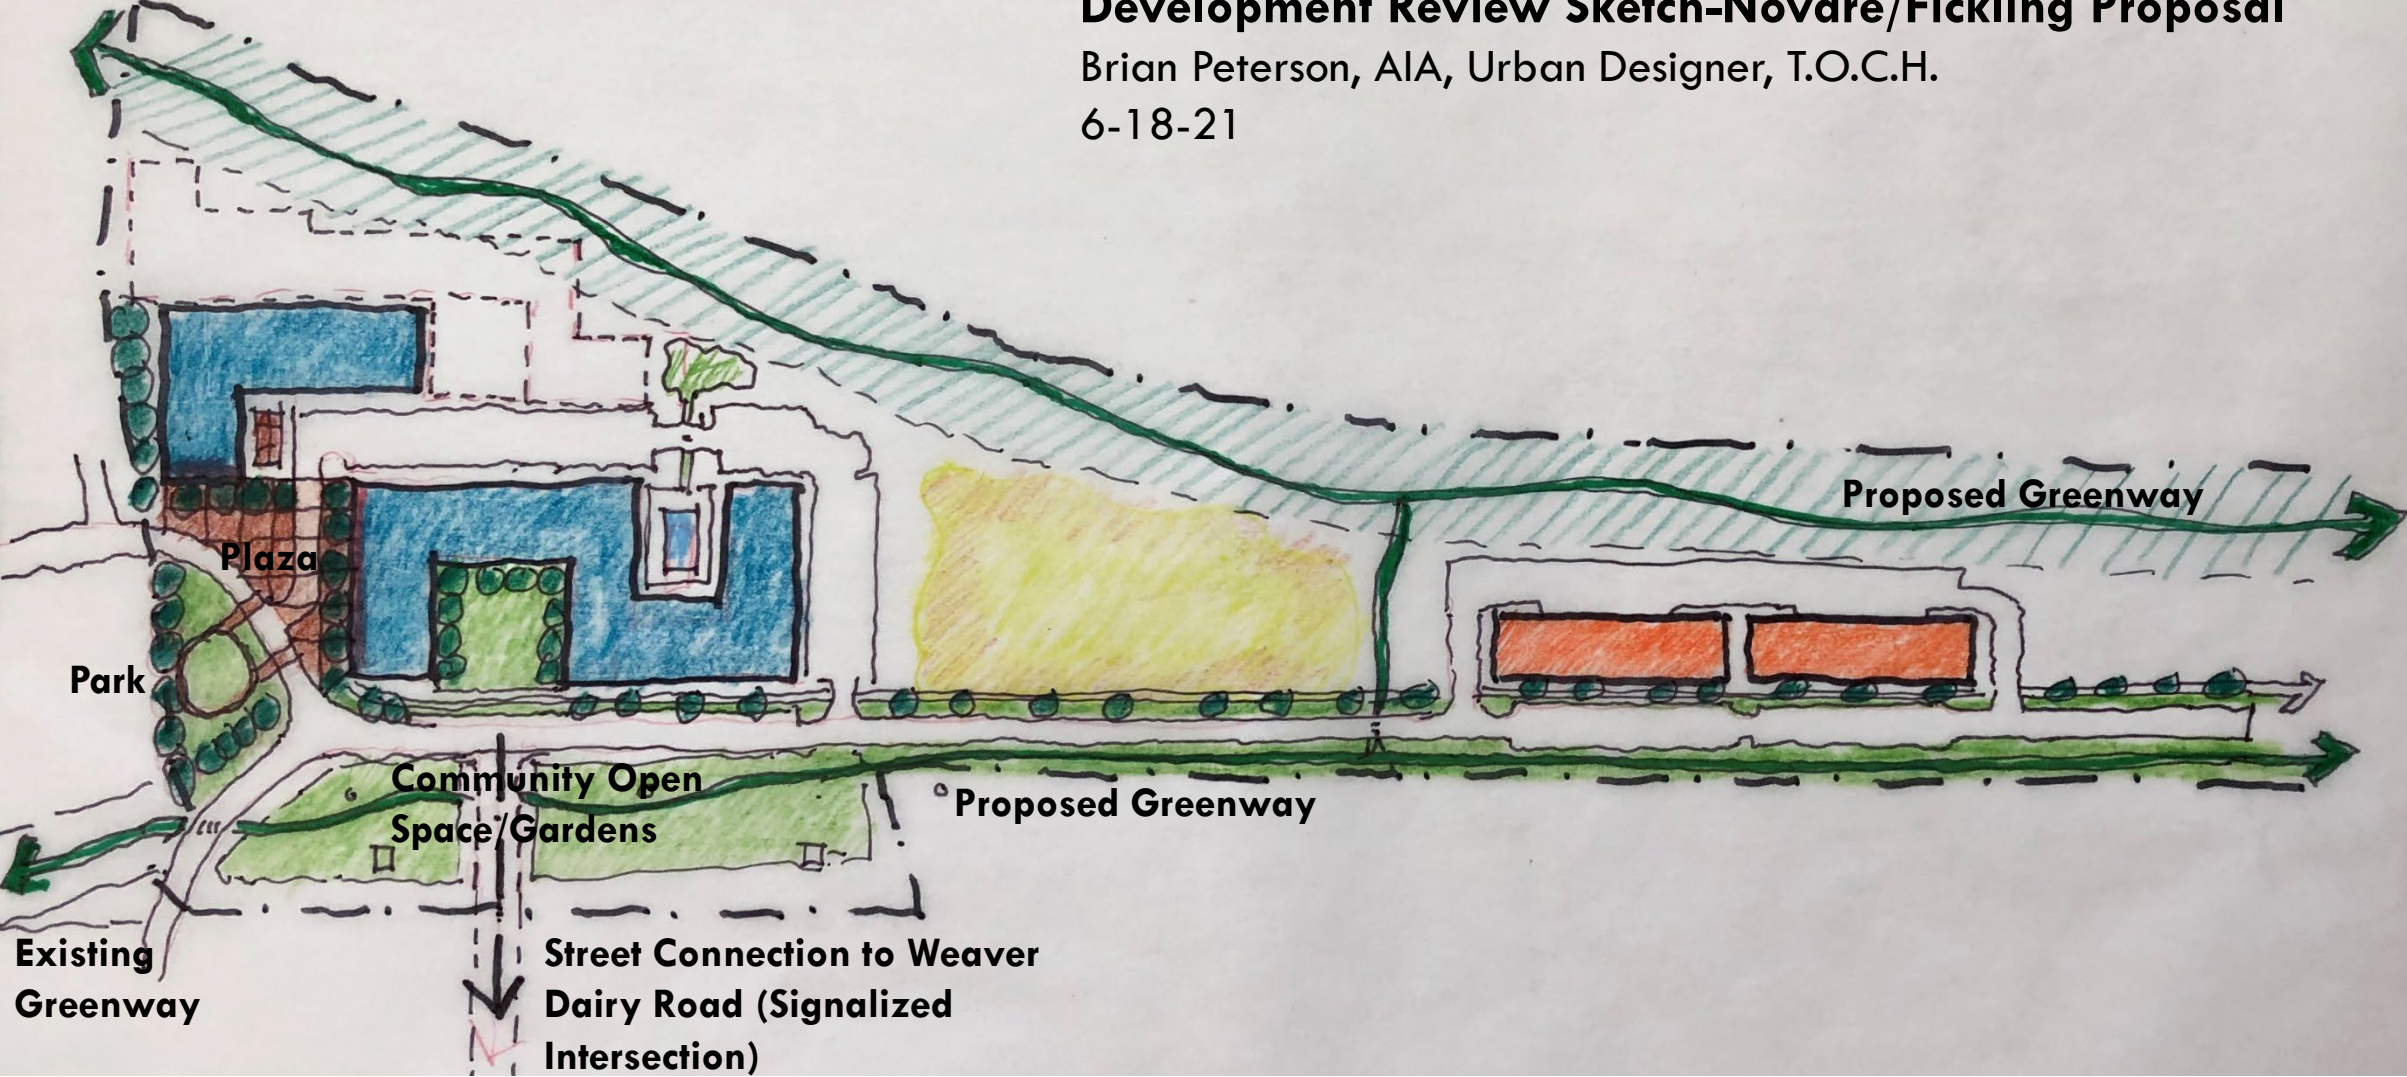 Development Review Sketch-Novare/Fickling Proposal
Brian Peterson, AIA, Urban Designer, T.O.C.H.
6-18-21
Proposed Greenway
Plaza
Park
Community Open
Space/Gardens
Proposed Greenway
Existing
Greenway
Street Connection to Weaver
Dairy Road (Signalized
Intersection)